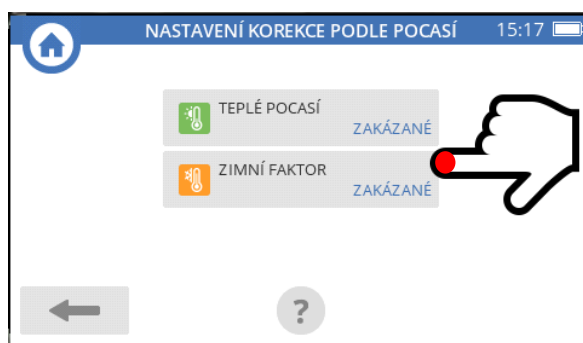 NASTAVENÍ KOREKCE PODLE POCASÍ 15:17
TEPLÉ POCASÍ
ZAKÁZANÉ
ZIMNÍ FAKTOR
ZAKÁZANÉ
?